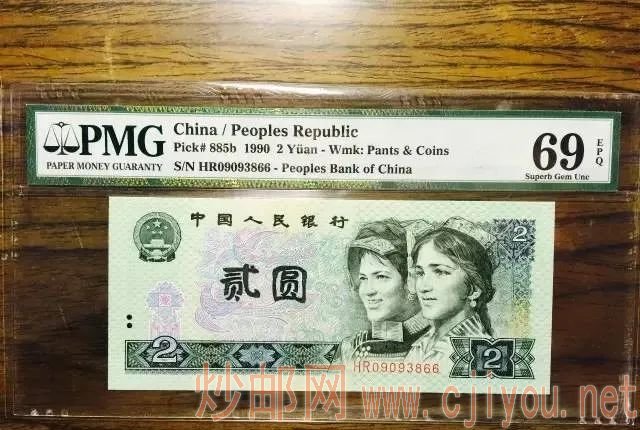 PMG
PAPER MONEY GUARANTY
China / Peoples Republic
Pick# 885b 1990 2 Yüan - Wmk: Pants & Coins
S/N HR09093866 - Peoples Bank of China
69
EPQ
Superb Gem Unc
中国人民银行
2
贰圆
2
HR09093866
2
炒邮网 www.cjiyou.net